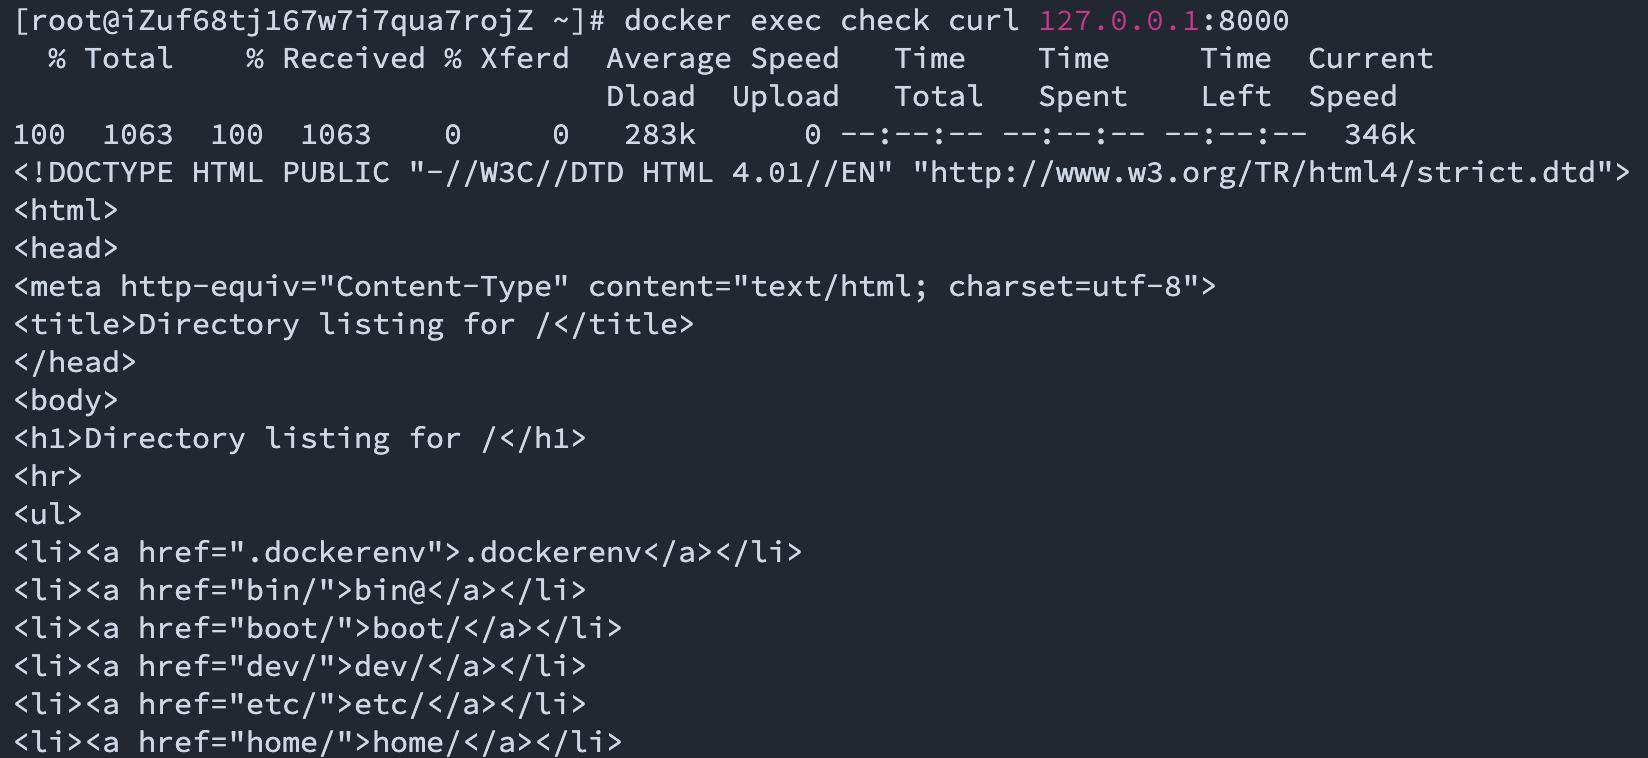 [root@iZuf68tj167w7i7qua7rojZ ~]# docker exec check curl 127.0.0.1:8000
  % Total    % Received % Xferd  Average Speed   Time    Time     Time  Current
                                 Dload  Upload   Total   Spent    Left  Speed
100  1063  100  1063    0     0   283k      0 --:--:-- --:--:-- --:--:--  346k
<!DOCTYPE HTML PUBLIC "-//W3C//DTD HTML 4.01//EN" "http://www.w3.org/TR/html4/strict.dtd">
<html>
<head>
<meta http-equiv="Content-Type" content="text/html; charset=utf-8">
<title>Directory listing for /</title>
</head>
<body>
<h1>Directory listing for /</h1>
<hr>
<ul>
<li><a href=".dockerenv">.dockerenv</a></li>
<li><a href="bin/">bin@</a></li>
<li><a href="boot/">boot/</a></li>
<li><a href="dev/">dev/</a></li>
<li><a href="etc/">etc/</a></li>
<li><a href="home/">home/</a></li>